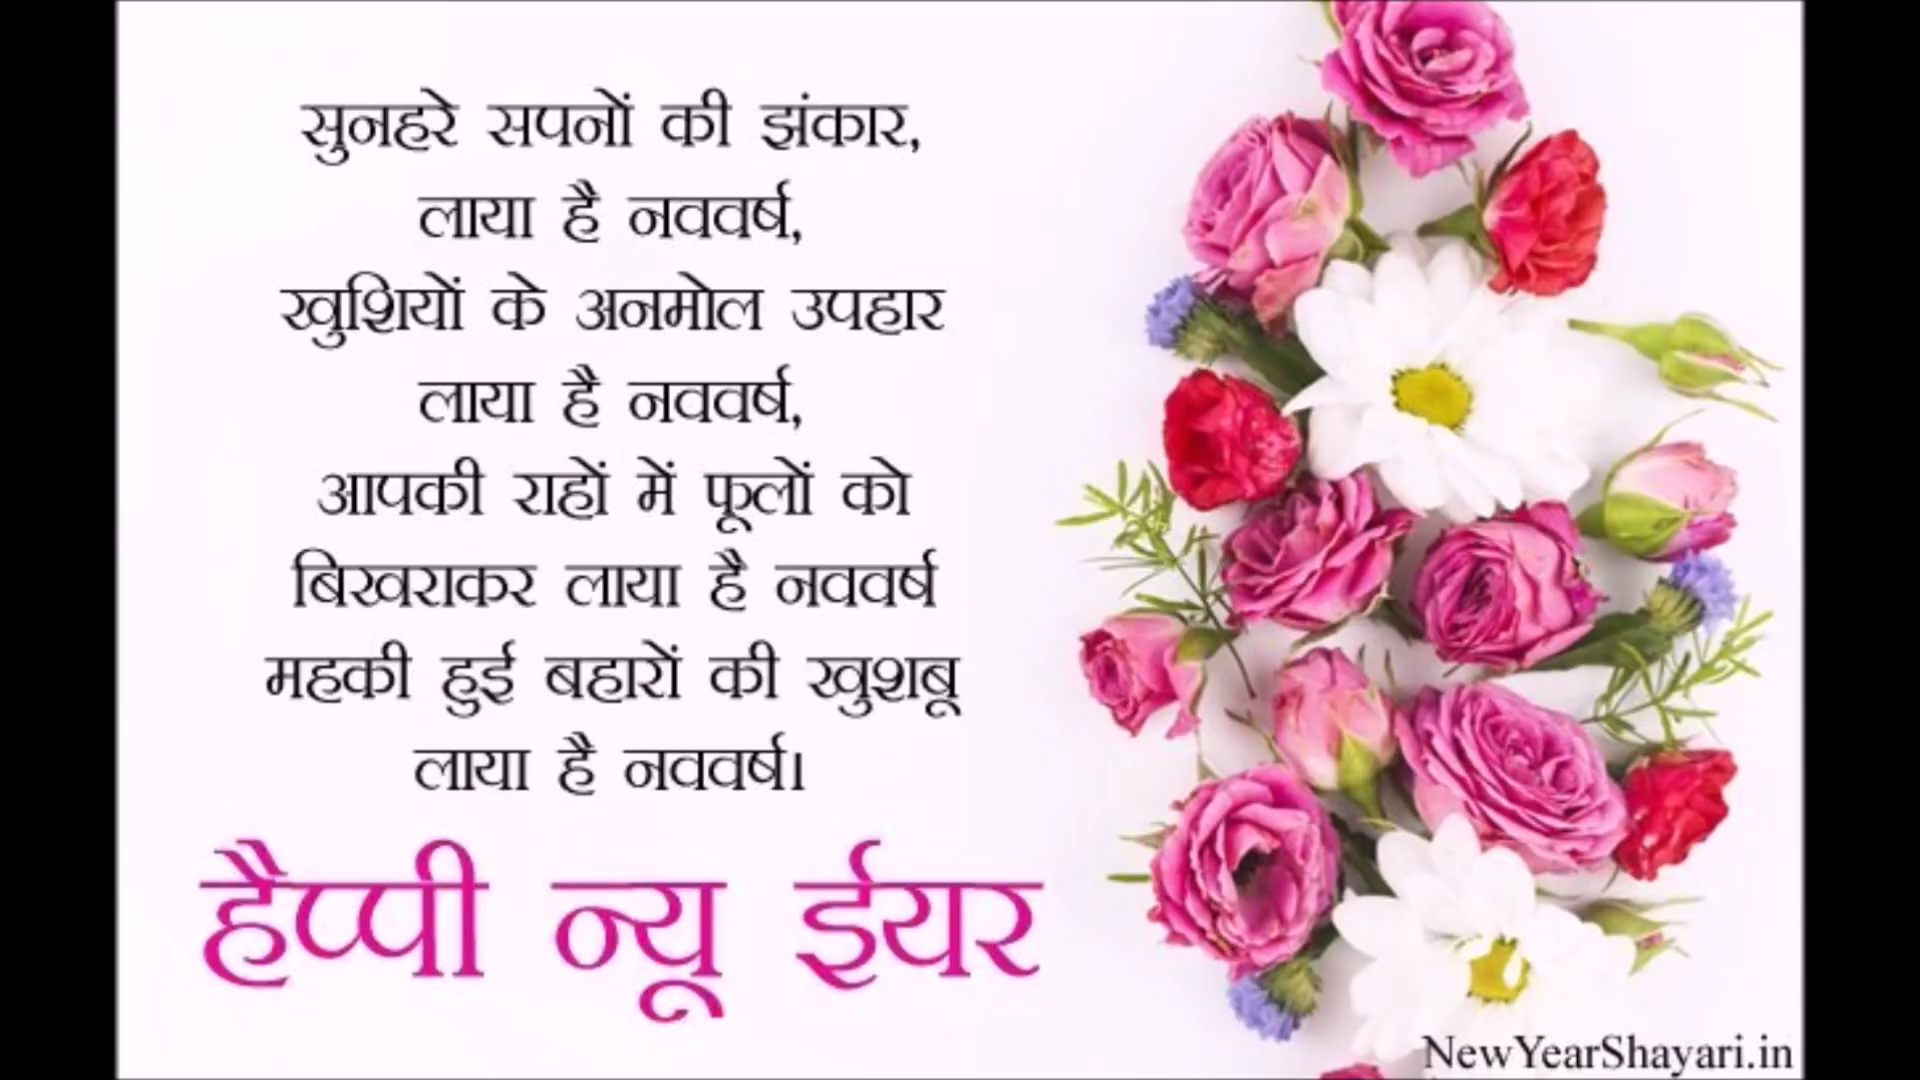 सुनहरे सपनों की झंकार,
लाया है नववर्ष,
खुशियों के अनमोल उपहार
लाया है नववर्ष,
आपकी राहों में फूलों को
बिखराकर लाया है नववर्ष
महकी हुई बहारों की खुशबू
लाया है नववर्ष।
हैप्पी न्यू ईयर
NewYearShayari.in